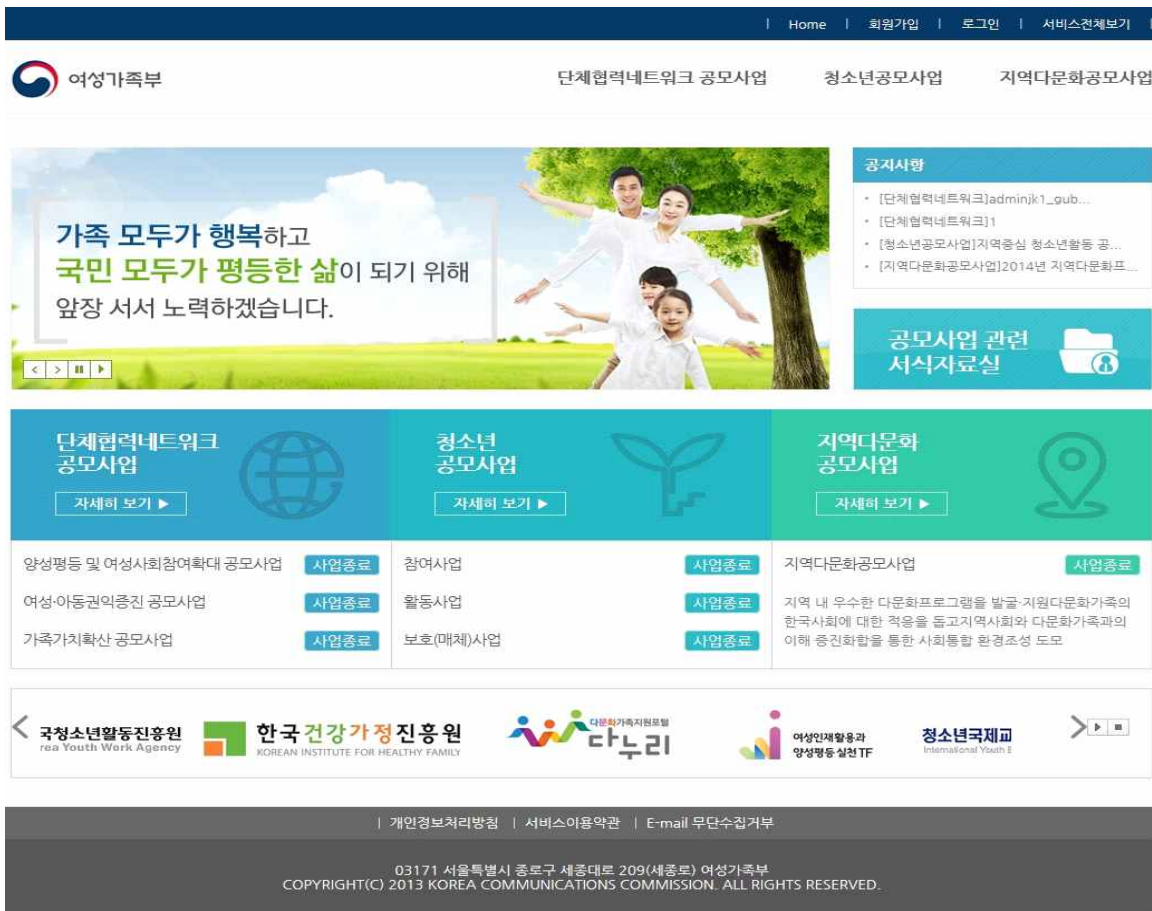 Home | 회원가입 | 로그인 | 서비스전체보기
여성가족부
단체협력네트워크 공모사업 청소년공모사업 지역다문화공모사업
가족 모두가 행복하고
국민 모두가 평등한 삶이 되기 위해
앞장 서서 노력하겠습니다.
공지사항
[단체협력네트워크]adminjk1_gub...
[단체협력네트워크]1
[청소년공모사업]지역중심 청소년활동 공...
[지역다문화공모사업]2014년 지역다문화프...
공모사업 관련
서식자료실
단체협력네트워크
공모사업
자세히 보기 ▶
양성평등 및 여성사회참여확대 공모사업 사업종료
여성·아동권익증진 공모사업 사업종료
가족가치확산 공모사업 사업종료
청소년
공모사업
자세히 보기 ▶
참여사업 사업종료
활동사업 사업종료
보호(매체)사업 사업종료
지역다문화
공모사업
자세히 보기 ▶
지역다문화공모사업 사업종료
지역 내 우수한 다문화프로그램을 발굴·지원다문화가족의
한국사회에 대한 적응을 돕고지역사회와 다문화가족과의
이해 증진화합을 통한 사회통합 환경조성 도모
국청소년활동진흥원
rea Youth Work Agency
한국건강가정진흥원
KOREAN INSTITUTE FOR HEALTHY FAMILY
다문화가족지원포털
다누리
여성인재활용과
양성평등 실천 TF
청소년국제교
International Youth E
| 개인정보처리방침 | 서비스이용약관 | E-mail 무단수집거부
03171 서울특별시 종로구 세종대로 209(세종로) 여성가족부
COPYRIGHT(C) 2013 KOREA COMMUNICATIONS COMMISSION. ALL RIGHTS RESERVED.